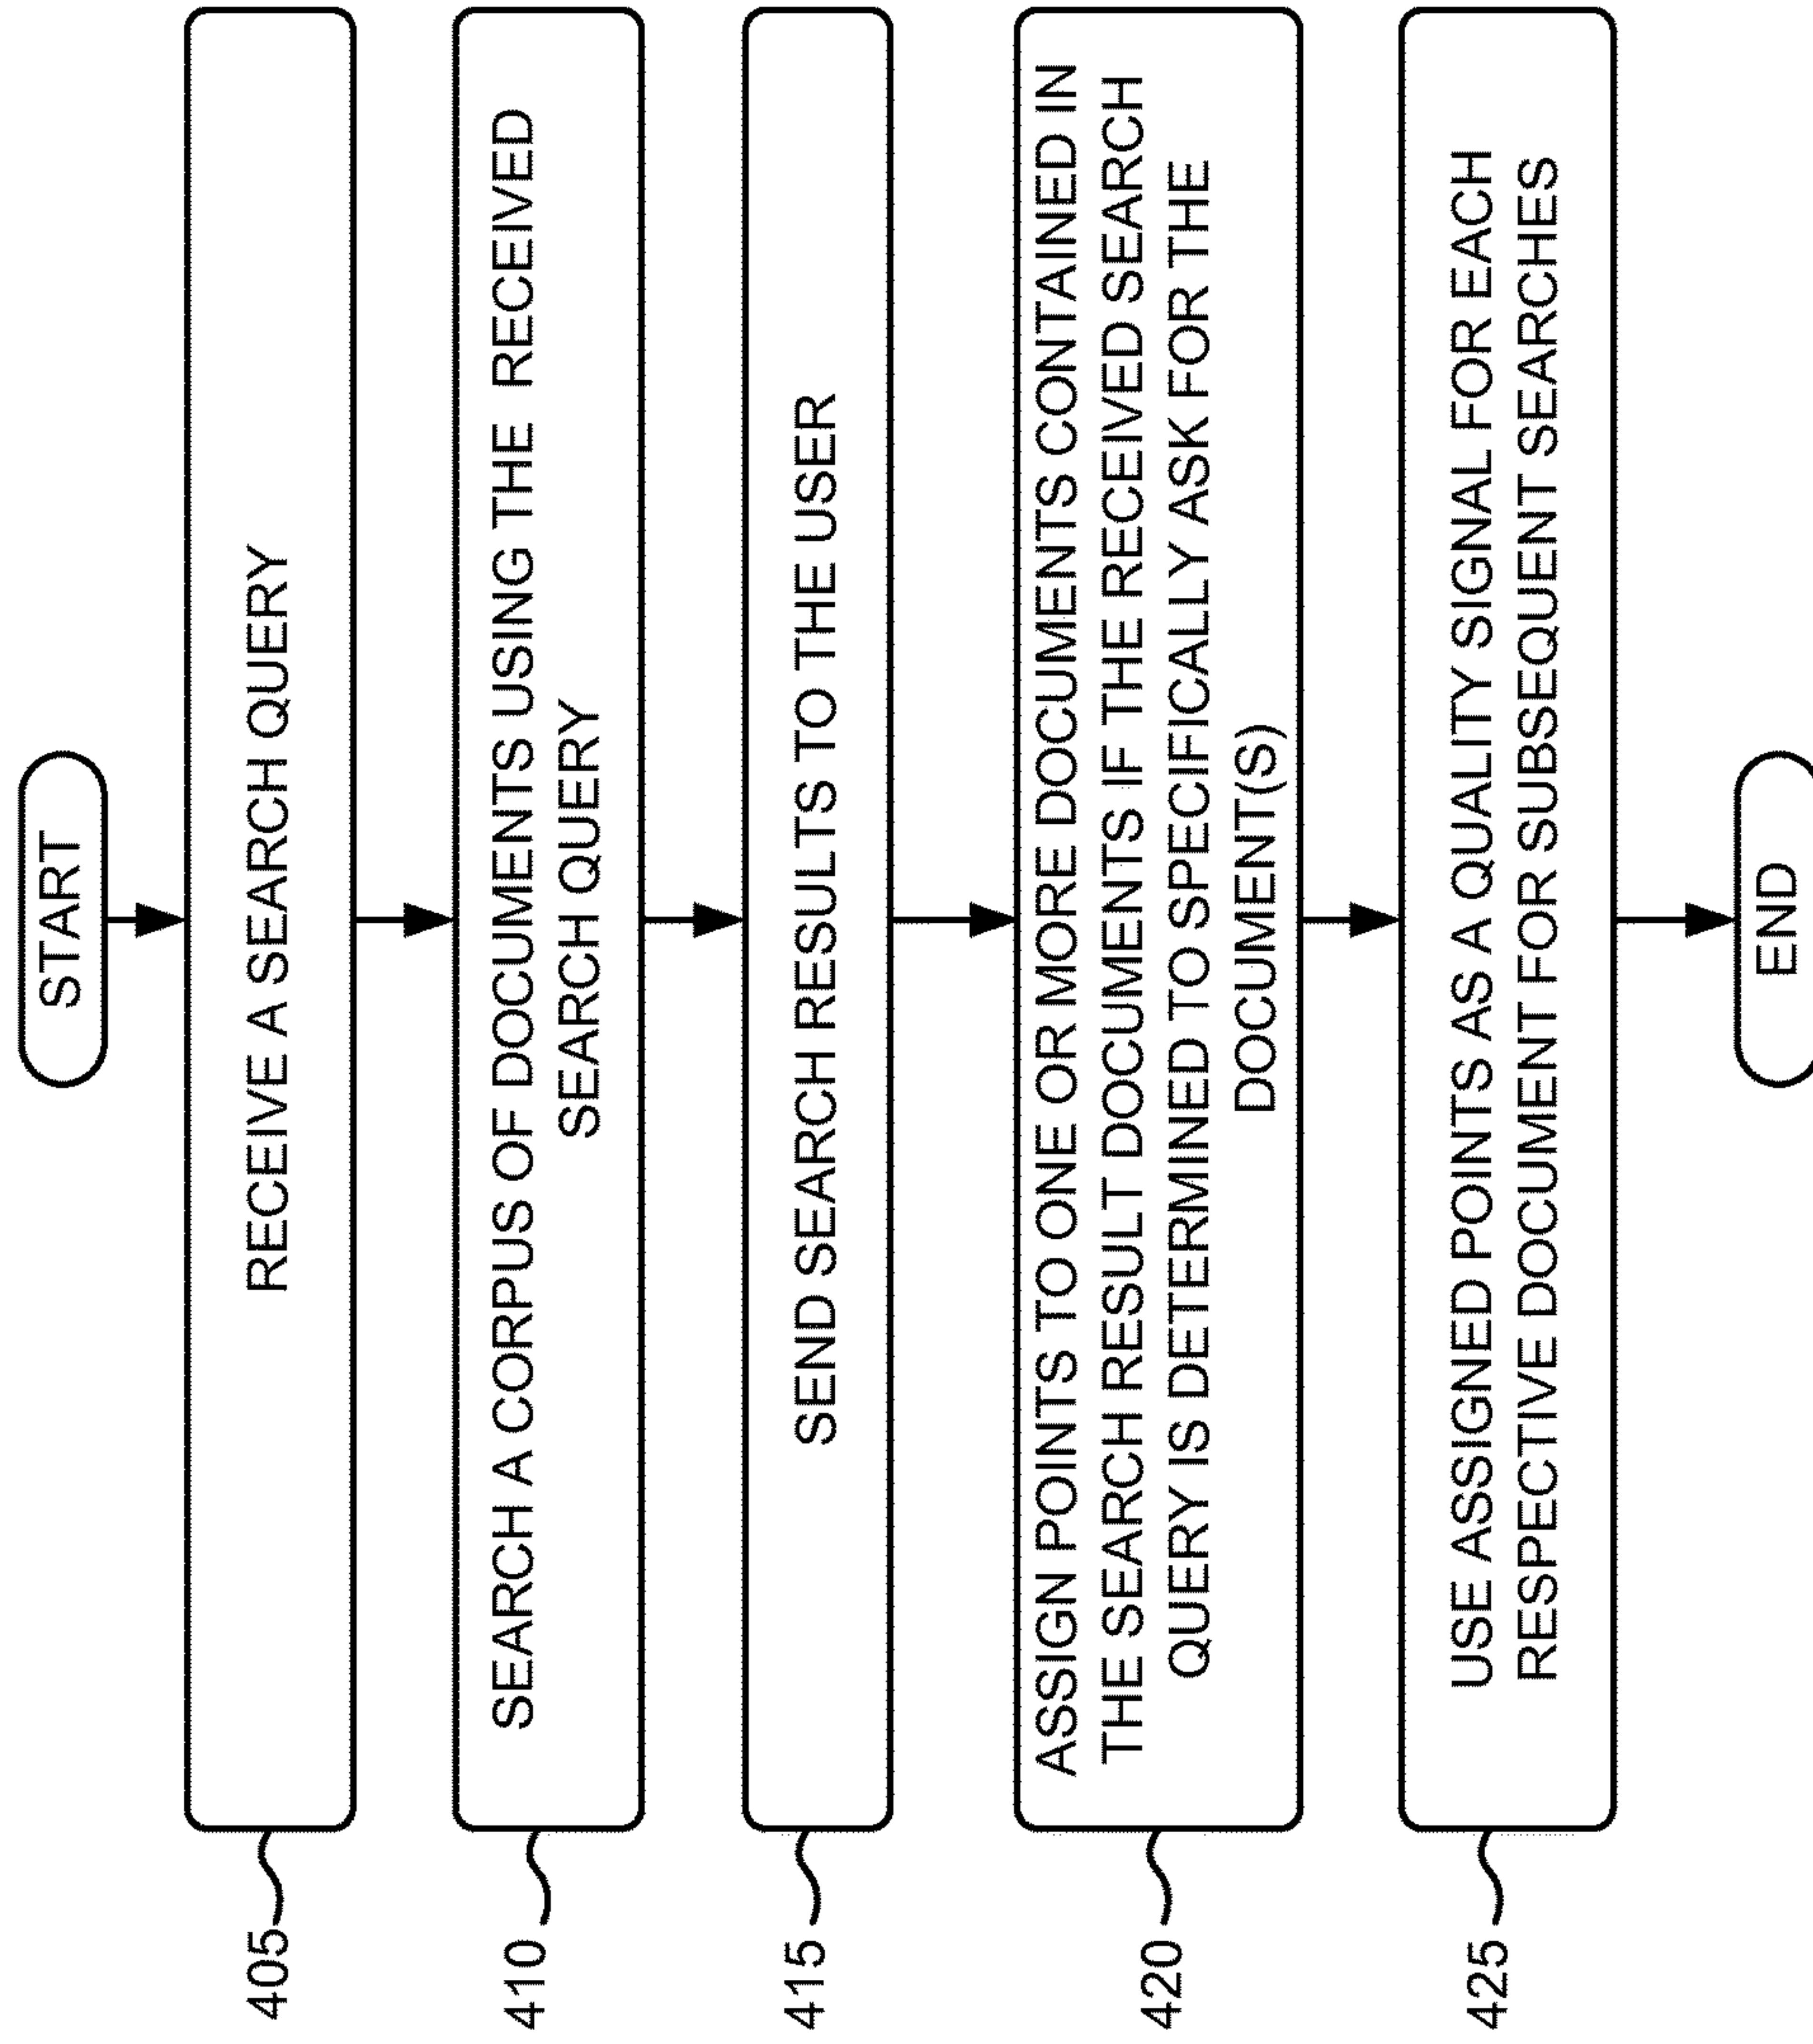 START
405
RECEIVE A SEARCH QUERY
410
SEARCH A CORPUS OF DOCUMENTS USING THE RECEIVED
SEARCH QUERY
415
SEND SEARCH RESULTS TO THE USER
420
ASSIGN POINTS TO ONE OR MORE DOCUMENTS CONTAINED IN
THE SEARCH RESULT DOCUMENTS IF THE RECEIVED SEARCH
QUERY IS DETERMINED TO SPECIFICALLY ASK FOR THE
DOCUMENT(S)
425
USE ASSIGNED POINTS AS A QUALITY SIGNAL FOR EACH
RESPECTIVE DOCUMENT FOR SUBSEQUENT SEARCHES
END